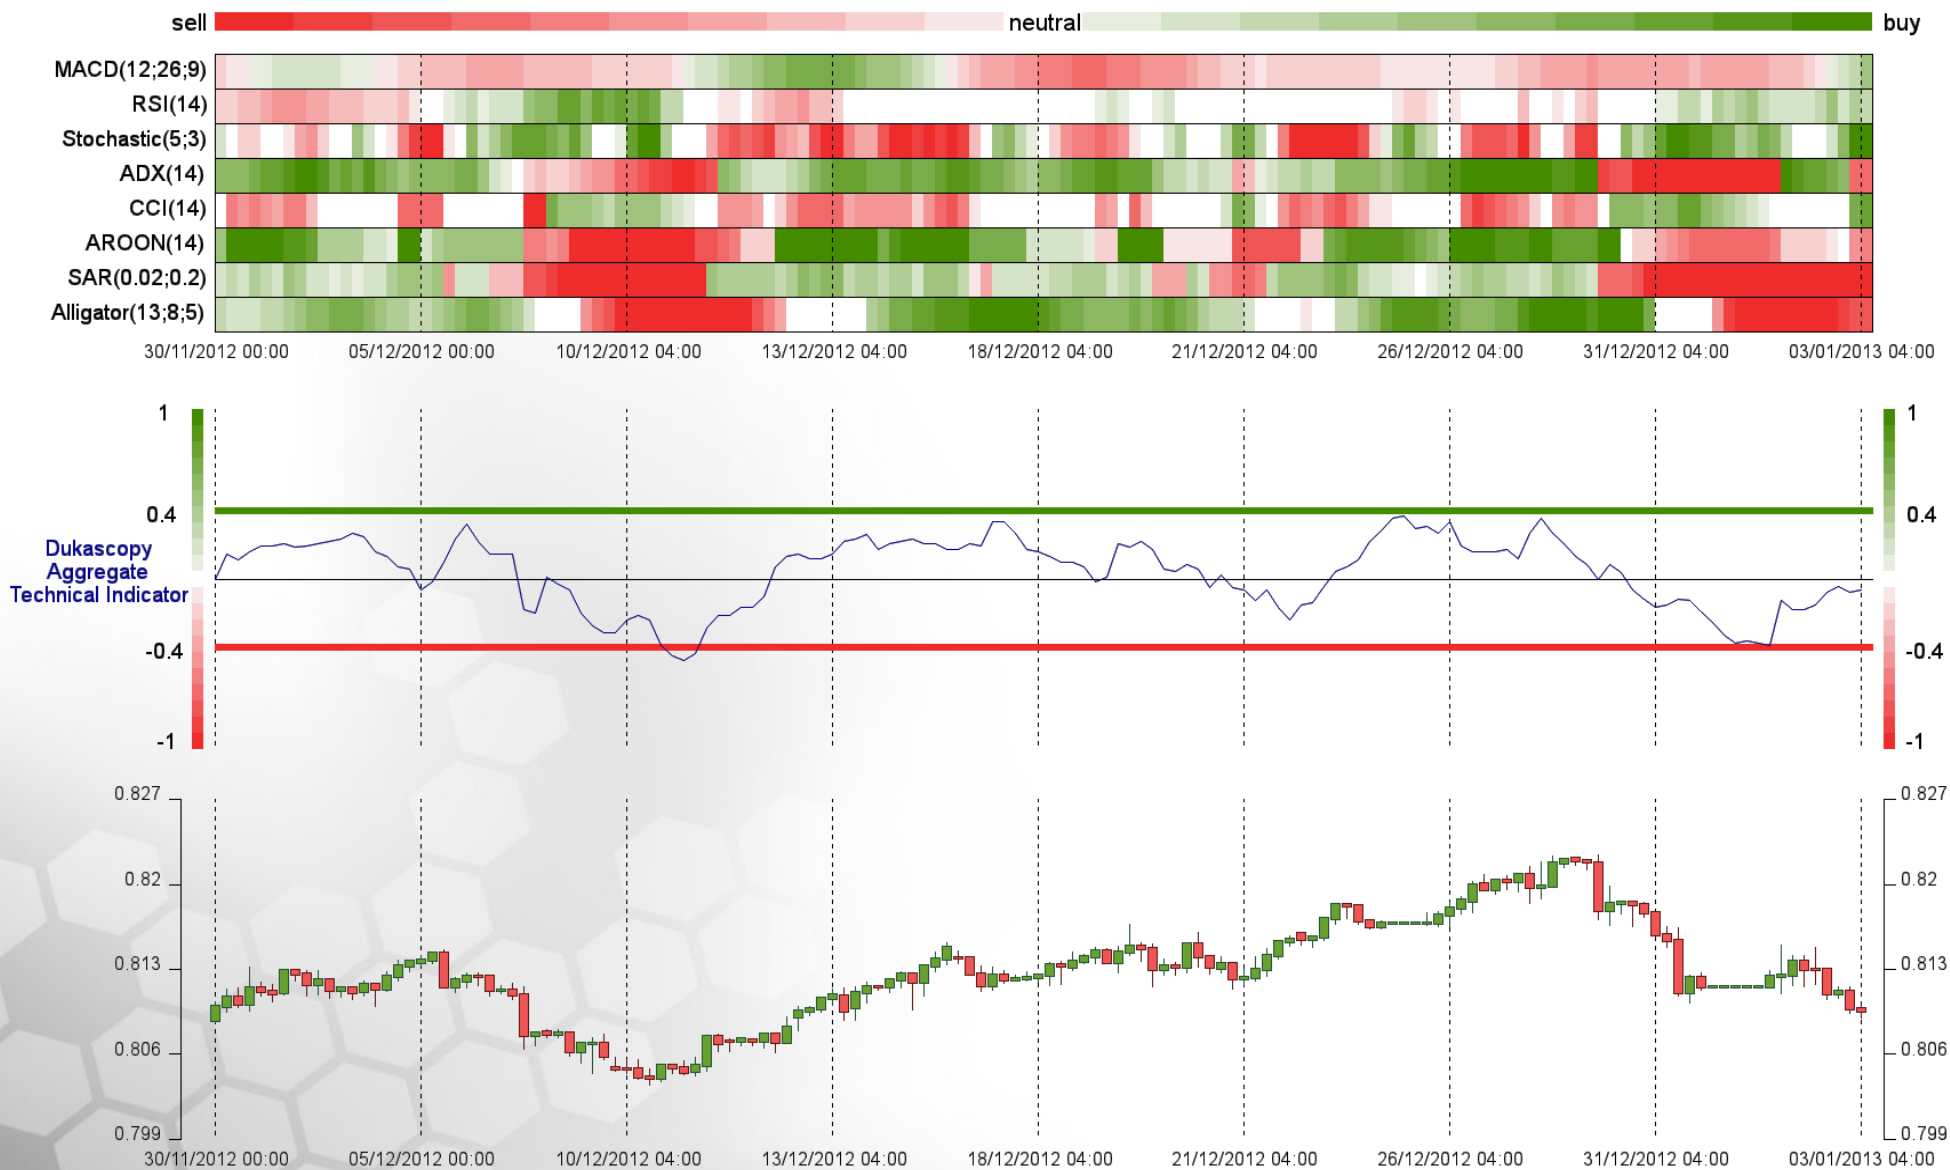 sell neutral buy
MACD(12;26;9)
RSI(14)
Stochastic(5;3)
ADX(14)
CCI(14)
AROON(14)
SAR(0.02;0.2)
Alligator(13;8;5)
30/11/2012 00:00 05/12/2012 00:00 10/12/2012 04:00 13/12/2012 04:00 18/12/2012 04:00 21/12/2012 04:00 26/12/2012 04:00 31/12/2012 04:00 03/01/2013 04:00
1 1
0.4 0.4
Dukascopy
Aggregate
Technical Indicator
-0.4 -0.4
-1 -1
0.827 0.827
0.82 0.82
0.813 0.813
0.806 0.806
0.799 0.799
30/11/2012 00:00 05/12/2012 00:00 10/12/2012 04:00 13/12/2012 04:00 18/12/2012 04:00 21/12/2012 04:00 26/12/2012 04:00 31/12/2012 04:00 03/01/2013 04:00